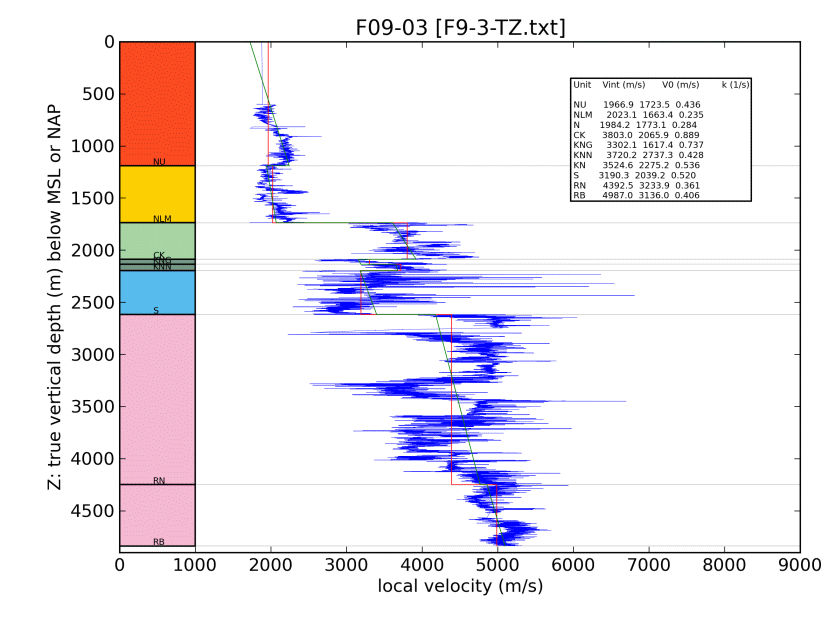 F09-03 [F9-3-TZ.txt]
Z: true vertical depth (m) below MSL or NAP
0
500
1000
1500
2000
2500
3000
3500
4000
4500
NU
NLM
CK
KNG
KNN
S
RN
RB
Unit Vint (m/s) V0 (m/s) k (1/s)
NU 1966.9 1723.5 0.436
NLM 2023.1 1663.4 0.235
N 1984.2 1773.1 0.284
CK 3803.0 2065.9 0.889
KNG 3302.1 1617.4 0.737
KNN 3720.2 2737.3 0.428
KN 3524.6 2275.2 0.536
S 3190.3 2039.2 0.520
RN 4392.5 3233.9 0.361
RB 4987.0 3136.0 0.406
0 1000 2000 3000 4000 5000 6000 7000 8000 9000
local velocity (m/s)